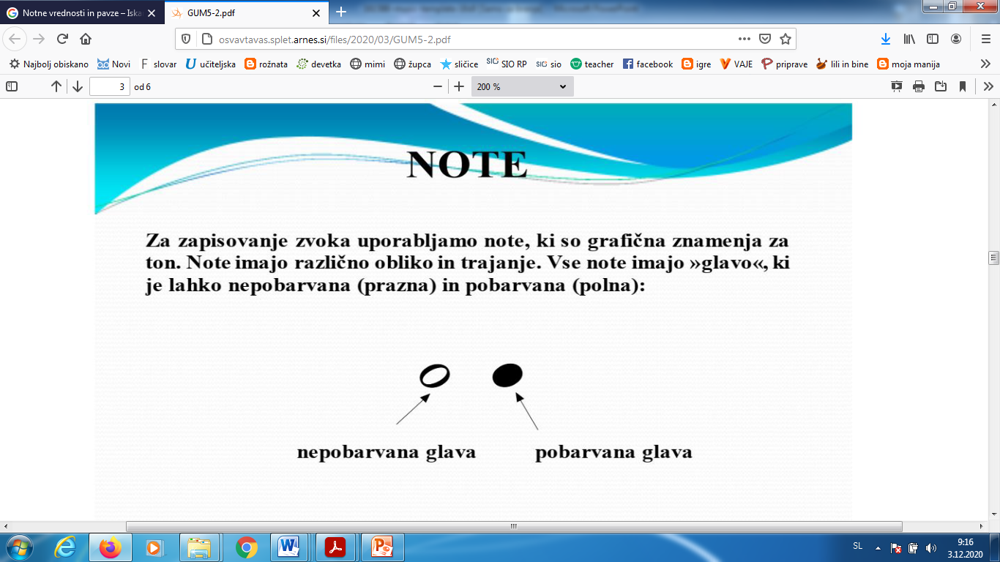 Notne vrednosti in pavze – Iska
GUM5-2.pdf
osvavtavas.splet.arnes.si/files/2020/03/GUM5-2.pdf
Najbolj obiskano Novi slovar učiteljska rožnata devetka mimi župca sličice SIO RP sio teacher facebook igre VAJE priprave lili in bine moja manija
3 od 6 200 %
NOTE
Za zapisovanje zvoka uporabljamo note, ki so grafična znamenja za
ton. Note imajo različno obliko in trajanje. Vse note imajo »glavo«, ki
je lahko nepobarvana (prazna) in pobarvana (polna):
nepobarvana glava pobarvana glava
SL 9:16
3.12.2020